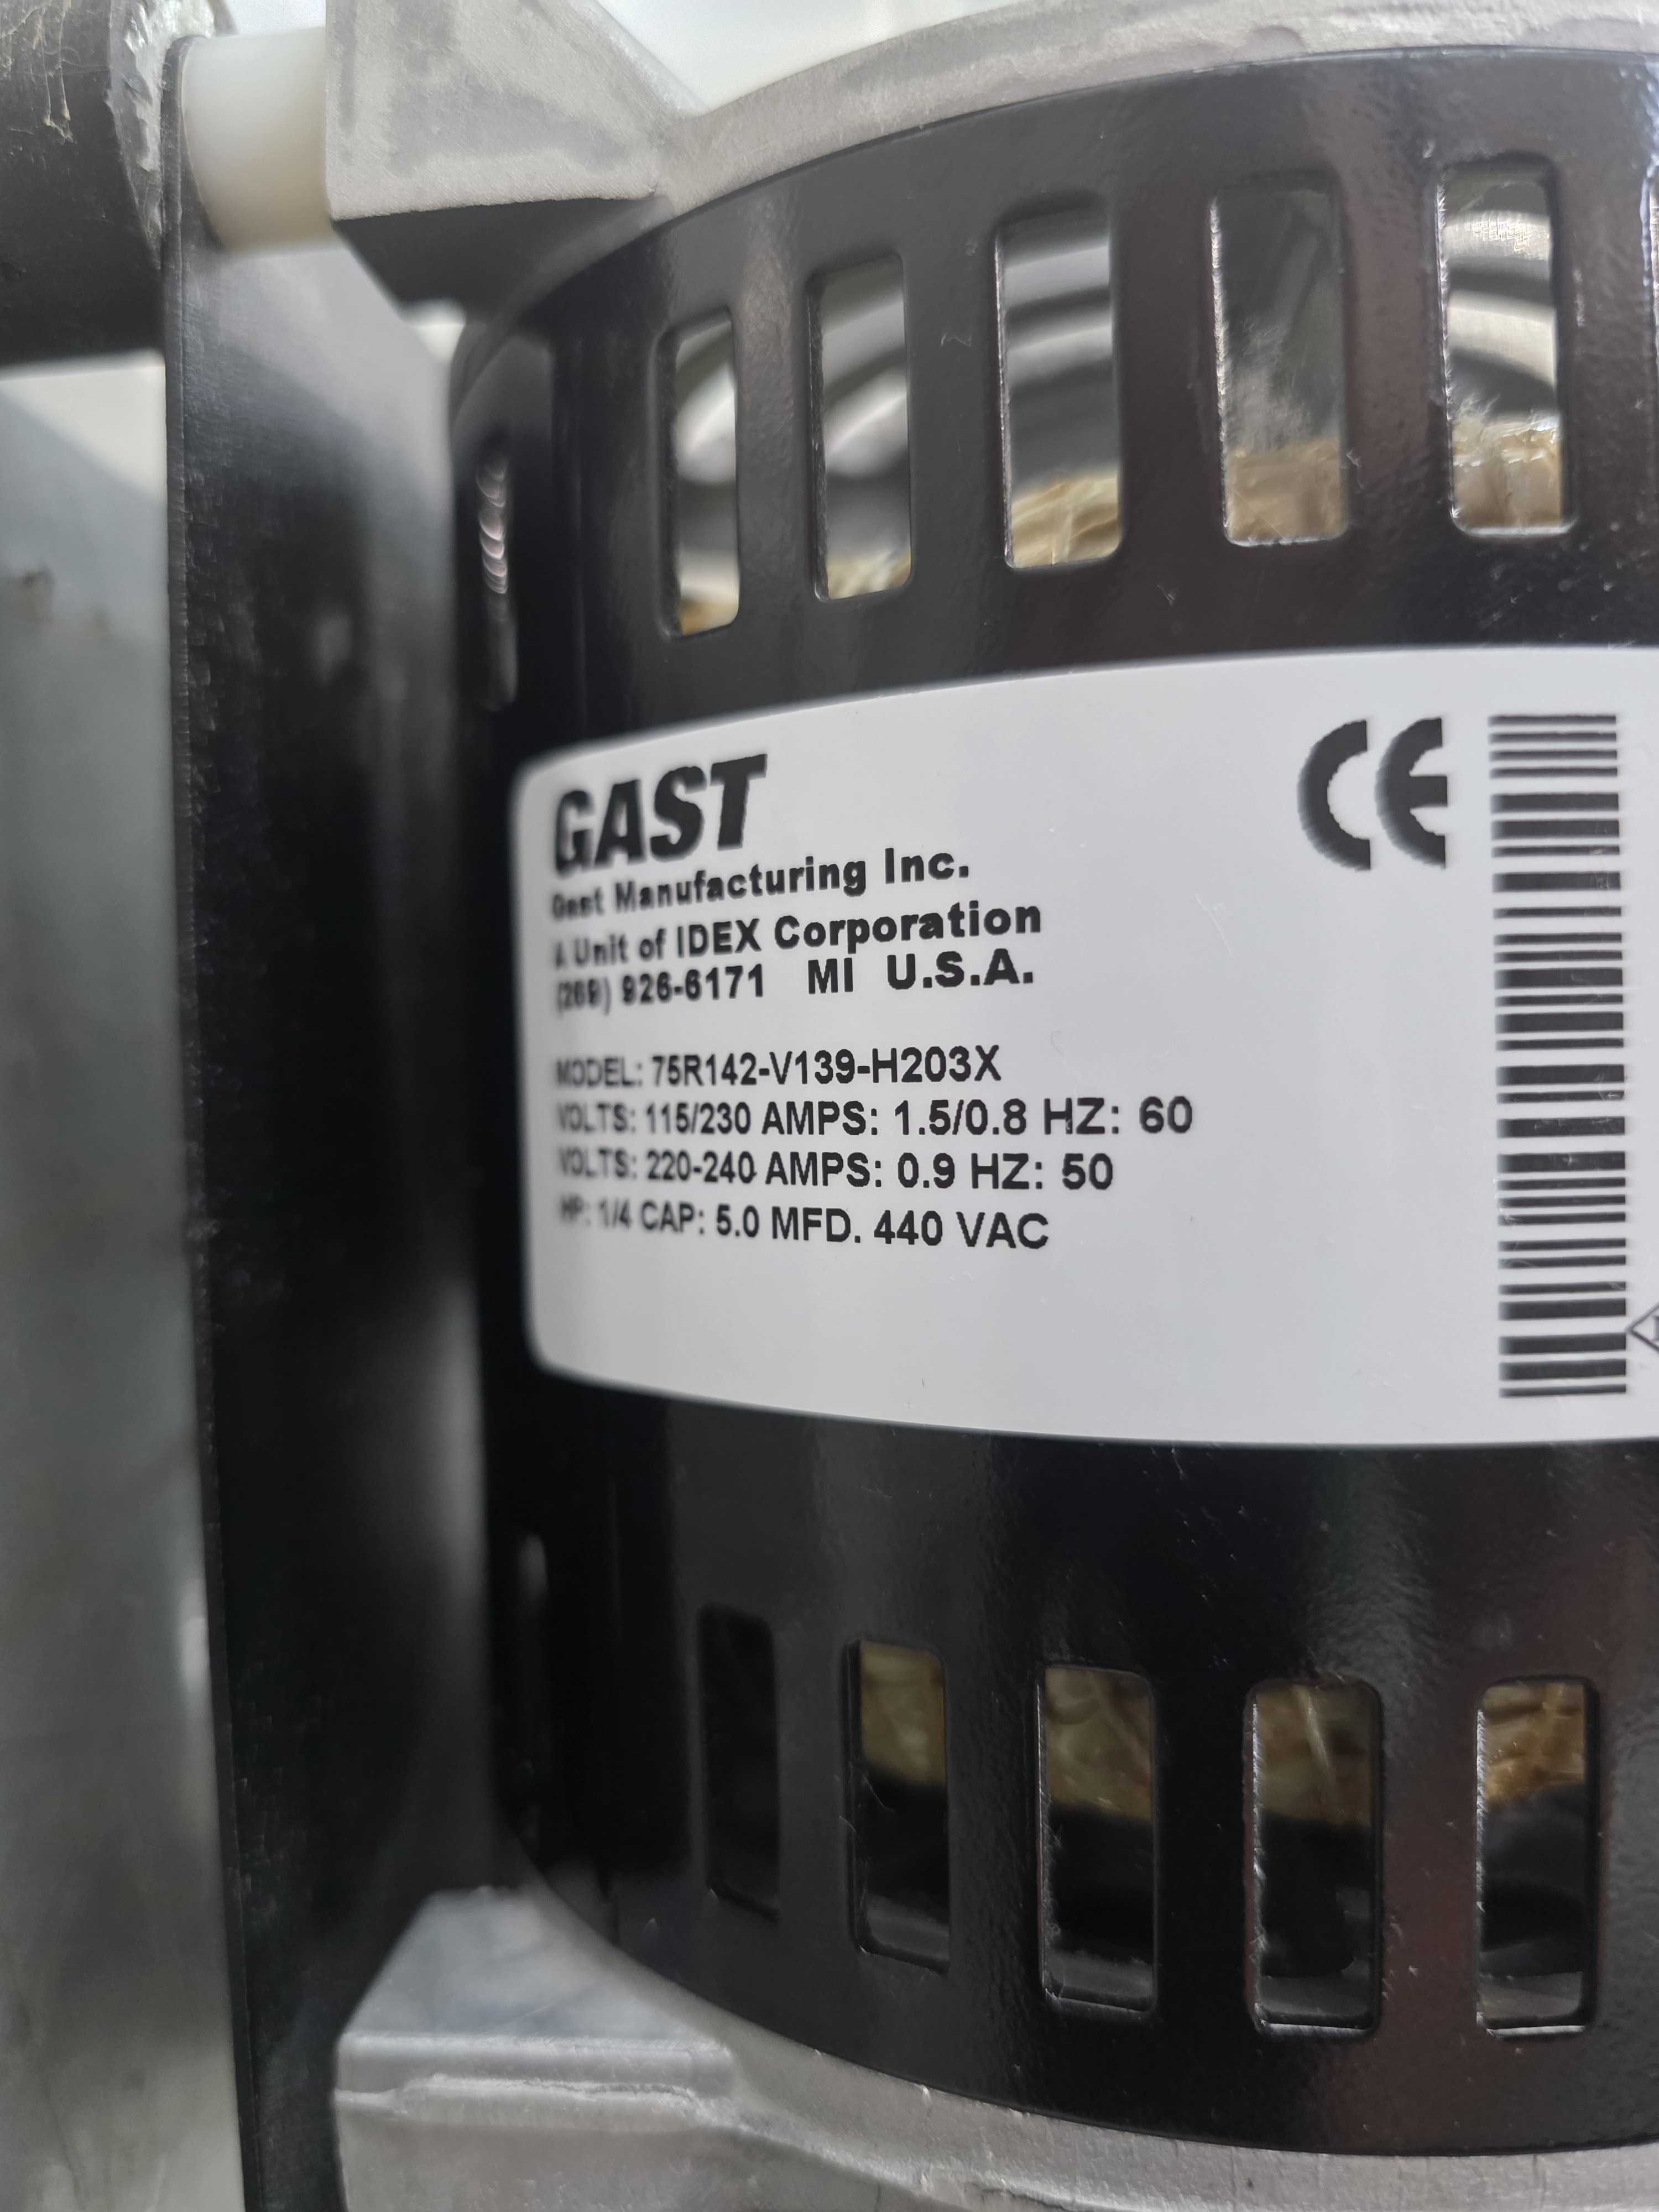 GAST
Gast Manufacturing Inc.
A Unit of IDEX Corporation
(269) 926-6171 MI U.S.A.
MODEL: 75R142-V139-H203X
VOLTS: 115/230 AMPS: 1.5/0.8 HZ: 60
VOLTS: 220-240 AMPS: 0.9 HZ: 50
HP: 1/4 CAP: 5.0 MFD. 440 VAC
CE